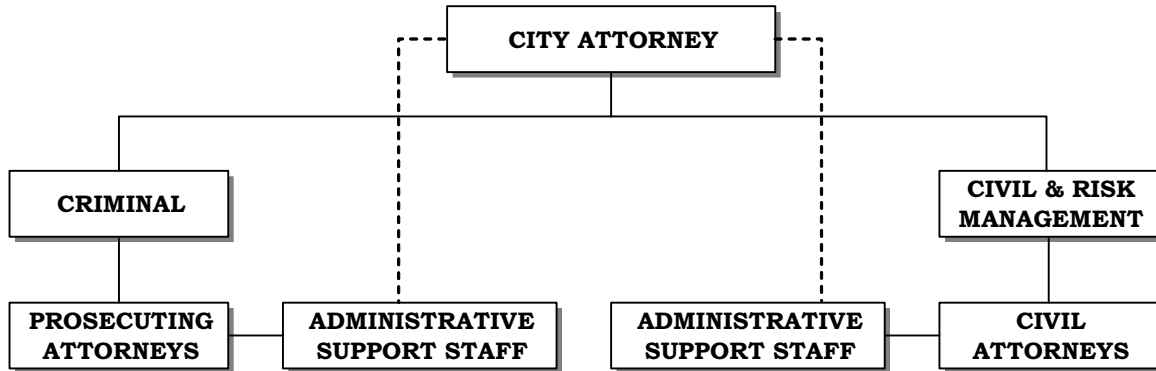 CITY ATTORNEY
CRIMINAL
CIVIL & RISK
MANAGEMENT
PROSECUTING
ATTORNEYS
ADMINISTRATIVE
SUPPORT STAFF
ADMINISTRATIVE
SUPPORT STAFF
CIVIL
ATTORNEYS